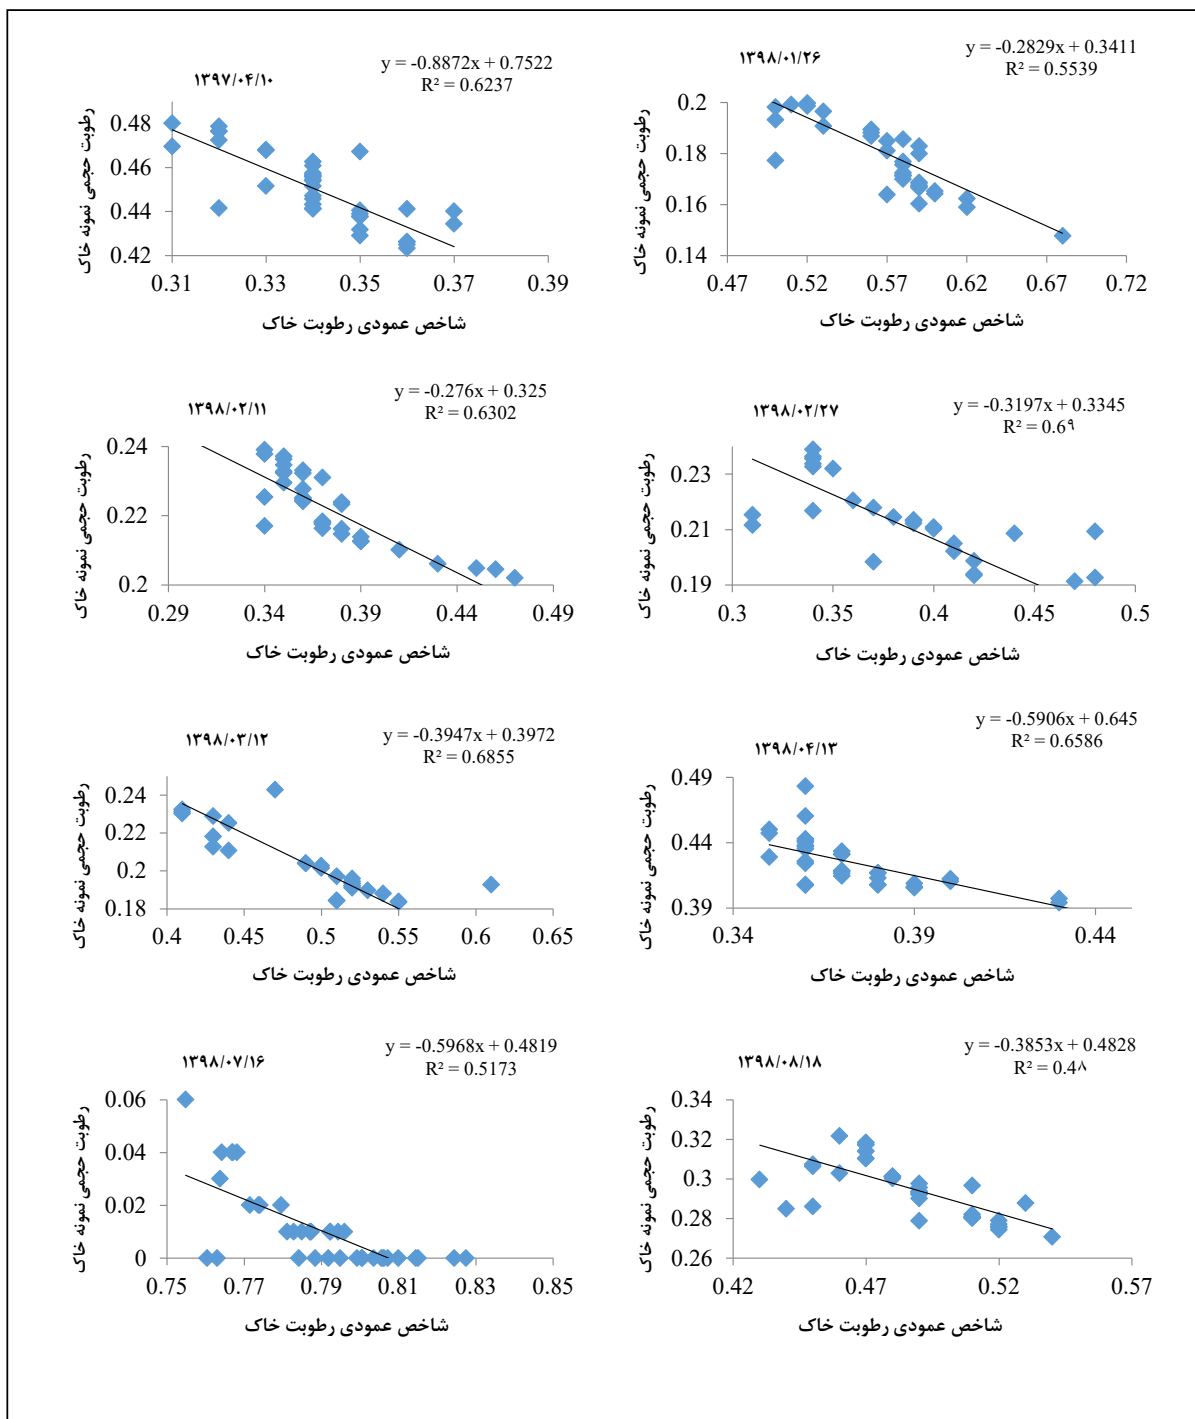 ۱۳۹۷/۰۴/۱۰
y = -0.8872x + 0.7522
R² = 0.6237
رطوبت حجمی نمونه خاک
0.48
0.46
0.44
0.42
0.31 0.33 0.35 0.37 0.39
شاخص عمودی رطوبت خاک
۱۳۹۸/۰۱/۲۶
y = -0.2829x + 0.3411
R² = 0.5539
رطوبت حجمی نمونه خاک
0.2
0.18
0.16
0.14
0.47 0.52 0.57 0.62 0.67 0.72
شاخص عمودی رطوبت خاک
۱۳۹۸/۰۲/۱۱
y = -0.276x + 0.325
R² = 0.6302
رطوبت حجمی نمونه خاک
0.24
0.22
0.2
0.29 0.34 0.39 0.44 0.49
شاخص عمودی رطوبت خاک
۱۳۹۸/۰۲/۲۷
y = -0.3197x + 0.3345
R² = 0.6۹
رطوبت حجمی نمونه خاک
0.23
0.21
0.19
0.3 0.35 0.4 0.45 0.5
شاخص عمودی رطوبت خاک
۱۳۹۸/۰۳/۱۲
y = -0.3947x + 0.3972
R² = 0.6855
رطوبت حجمی نمونه خاک
0.24
0.22
0.2
0.18
0.4 0.45 0.5 0.55 0.6 0.65
شاخص عمودی رطوبت خاک
۱۳۹۸/۰۴/۱۳
y = -0.5906x + 0.645
R² = 0.6586
رطوبت حجمی نمونه خاک
0.49
0.44
0.39
0.34 0.39 0.44
شاخص عمودی رطوبت خاک
۱۳۹۸/۰۷/۱۶
y = -0.5968x + 0.4819
R² = 0.5173
رطوبت حجمی نمونه خاک
0.06
0.04
0.02
0
0.75 0.77 0.79 0.81 0.83 0.85
شاخص عمودی رطوبت خاک
۱۳۹۸/۰۸/۱۸
y = -0.3853x + 0.4828
R² = 0.4۸
رطوبت حجمی نمونه خاک
0.34
0.32
0.3
0.28
0.26
0.42 0.47 0.52 0.57
شاخص عمودی رطوبت خاک